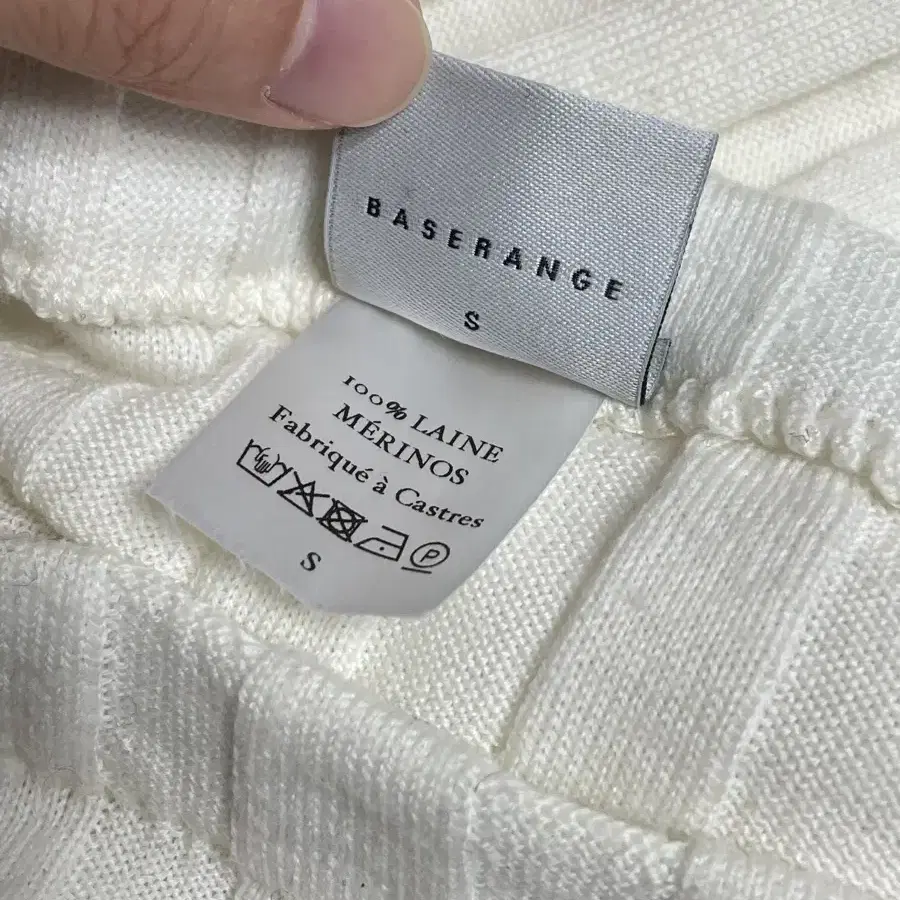 BASERANGE
S
100% LAINE
MÉRINOS
Fabriqué à Castres
P
S